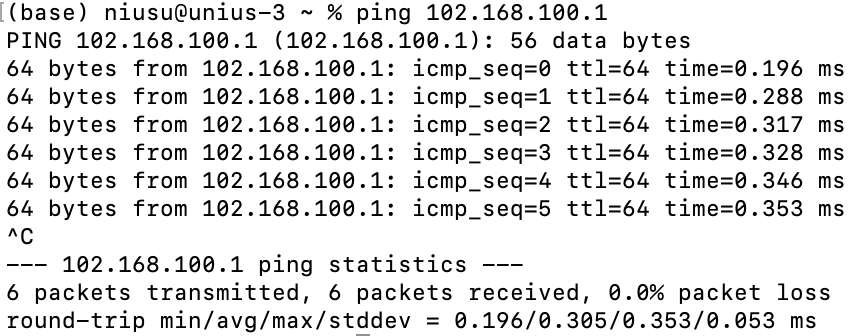 (base) niusu@unius-3 ~ % ping 102.168.100.1
PING 102.168.100.1 (102.168.100.1): 56 data bytes
64 bytes from 102.168.100.1: icmp_seq=0 ttl=64 time=0.196 ms
64 bytes from 102.168.100.1: icmp_seq=1 ttl=64 time=0.288 ms
64 bytes from 102.168.100.1: icmp_seq=2 ttl=64 time=0.317 ms
64 bytes from 102.168.100.1: icmp_seq=3 ttl=64 time=0.328 ms
64 bytes from 102.168.100.1: icmp_seq=4 ttl=64 time=0.346 ms
64 bytes from 102.168.100.1: icmp_seq=5 ttl=64 time=0.353 ms
^C
--- 102.168.100.1 ping statistics ---
6 packets transmitted, 6 packets received, 0.0% packet loss
round-trip min/avg/max/stddev = 0.196/0.305/0.353/0.053 ms